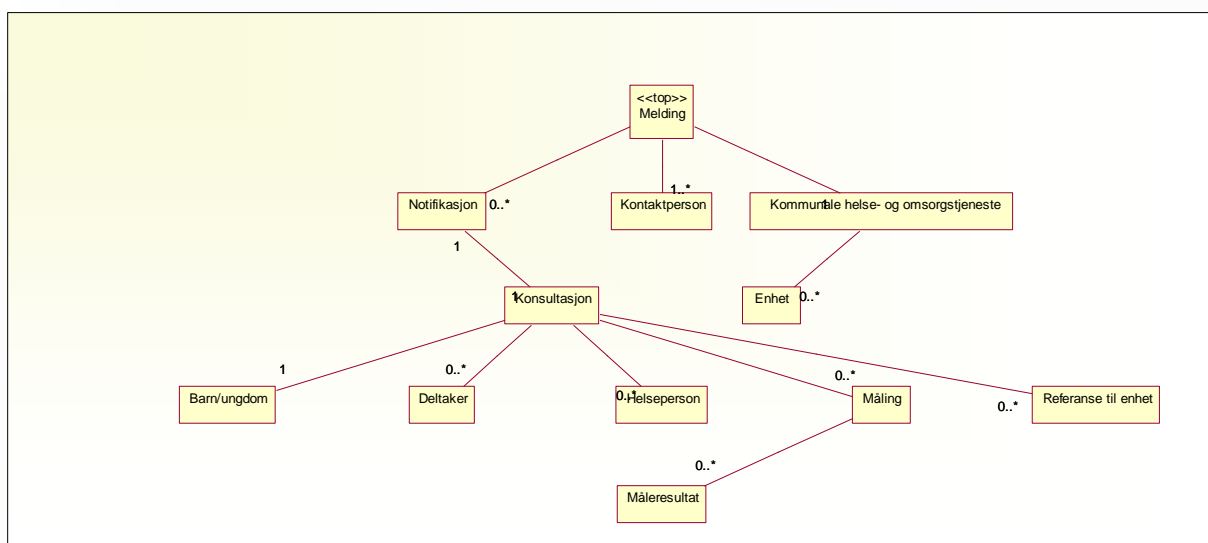 <<top>>
Melding
Notifikasjon
0..*
1..*
Kontaktperson
1
Kommunale helse- og omsorgstjeneste
1
1
Konsultasjon
Enhet
0..*
1
0..*
0..*
0..*
0..*
Barn/ungdom
Deltaker
Helseperson
Måling
Referanse til enhet
0..*
Måleresultat